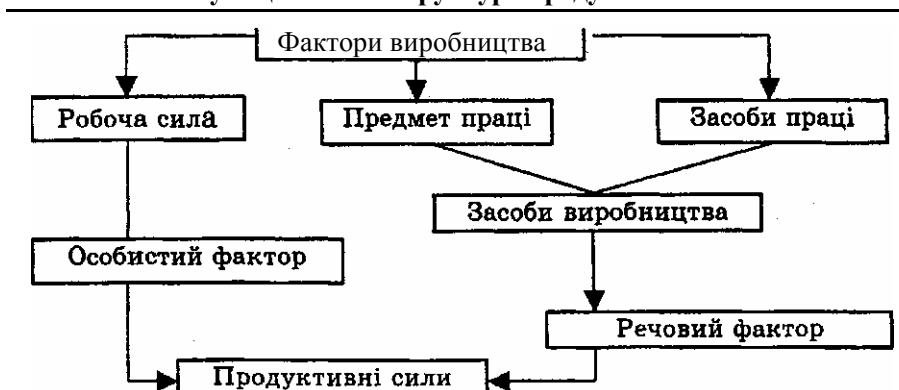 Фактори виробництва
Робоча сила
Предмет праці
Засоби праці
Засоби виробництва
Особистий фактор
Речовий фактор
Продуктивні сили